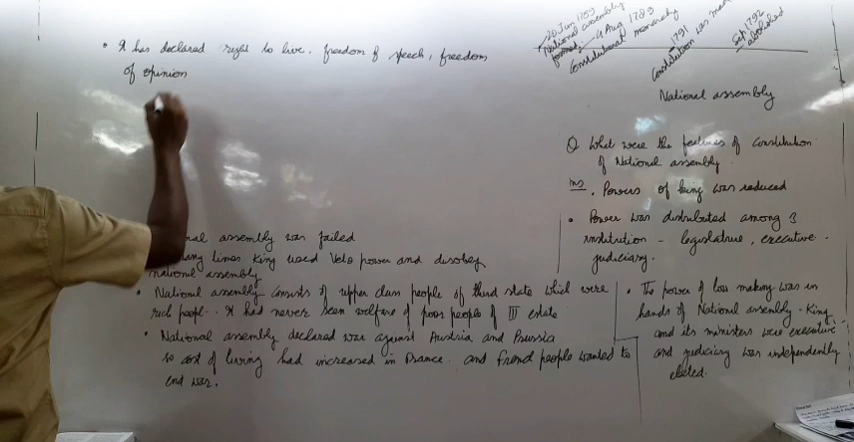 • It has declared right to live, freedom of speech, freedom
of opinion
20 Jun 1789
National assembly
formed
4 Aug 1789
Constitutional monarchy
1791
Constitution was
Sep 1792
abolished
National assembly
Q What were the features of Constitution
of National assembly
Ans . Powers of king was reduced
• Power was distributed among 3
institution - legislative, executive.
judiciary.
• The power of law making was in
hands of National assembly - King
and its ministers were executive
and judiciary was independently
elected.
assembly was failed
times King used Veto power and disobey
national assembly
• National assembly consists of upper class people of third state which were
rich peopl.. It had never seen welfare of poor people of III estate
• National assembly declared war against Austria and Prussia
so cost of living had increased in France and french people wanted to
end war.